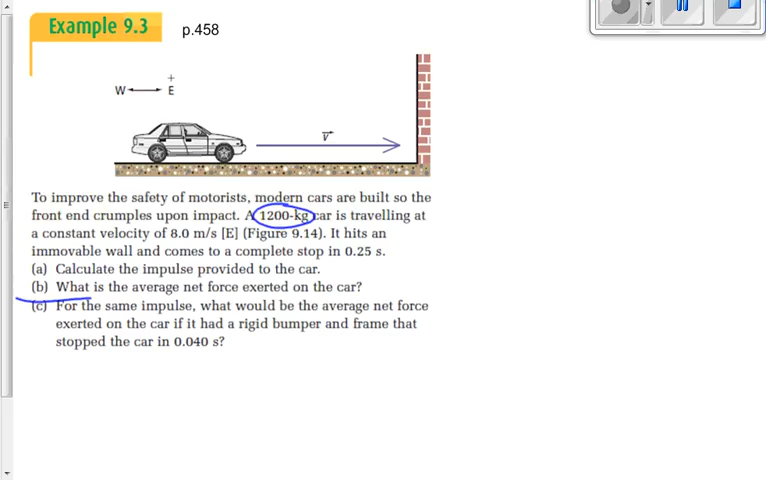 Example 9.3
p.458
+
W E
v
To improve the safety of motorists, modern cars are built so the
front end crumples upon impact. A 1200-kg car is travelling at
a constant velocity of 8.0 m/s [E] (Figure 9.14). It hits an
immovable wall and comes to a complete stop in 0.25 s.
(a) Calculate the impulse provided to the car.
(b) What is the average net force exerted on the car?
(c) For the same impulse, what would be the average net force
exerted on the car if it had a rigid bumper and frame that
stopped the car in 0.040 s?